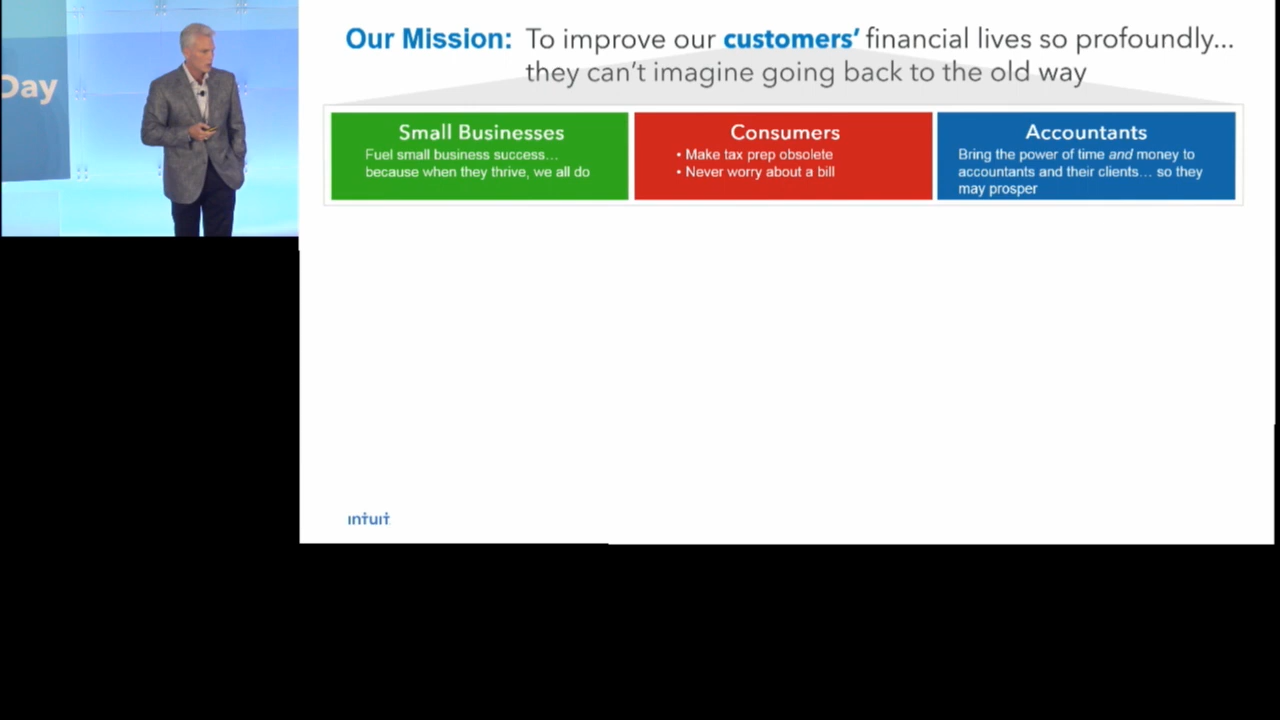 Day
Our Mission: To improve our customers’ financial lives so profoundly...
they can’t imagine going back to the old way
Small Businesses
Fuel small business success…
because when they thrive, we all do
Consumers
• Make tax prep obsolete
• Never worry about a bill
Accountants
Bring the power of time and money to
accountants and their clients… so they
may prosper
intuit